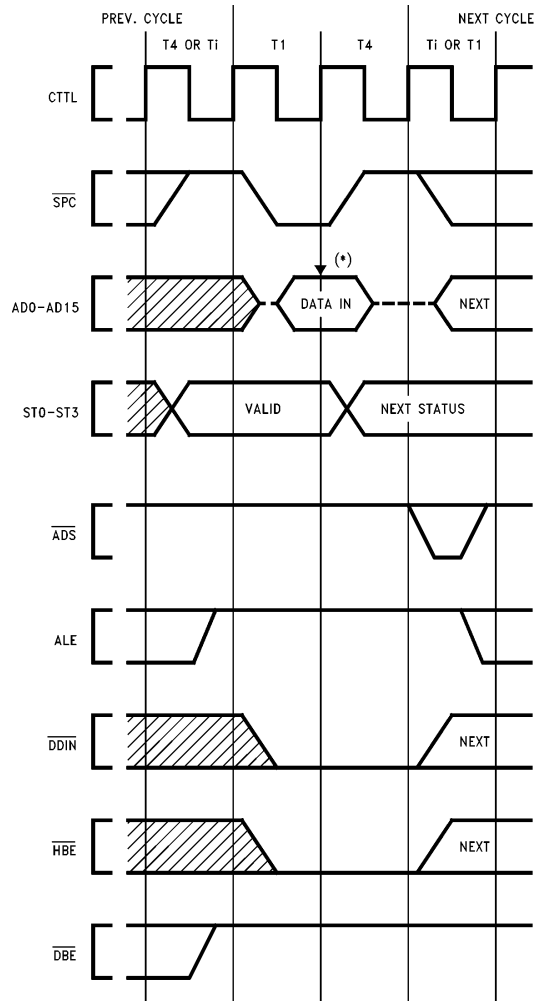 PREV. CYCLE NEXT CYCLE
T4 OR Ti T1 T4 Ti OR T1
CTTL
SPC
(*)
AD0-AD15 DATA IN NEXT
ST0-ST3 VALID NEXT STATUS
ADS
ALE
DDIN NEXT
HBE NEXT
DBE